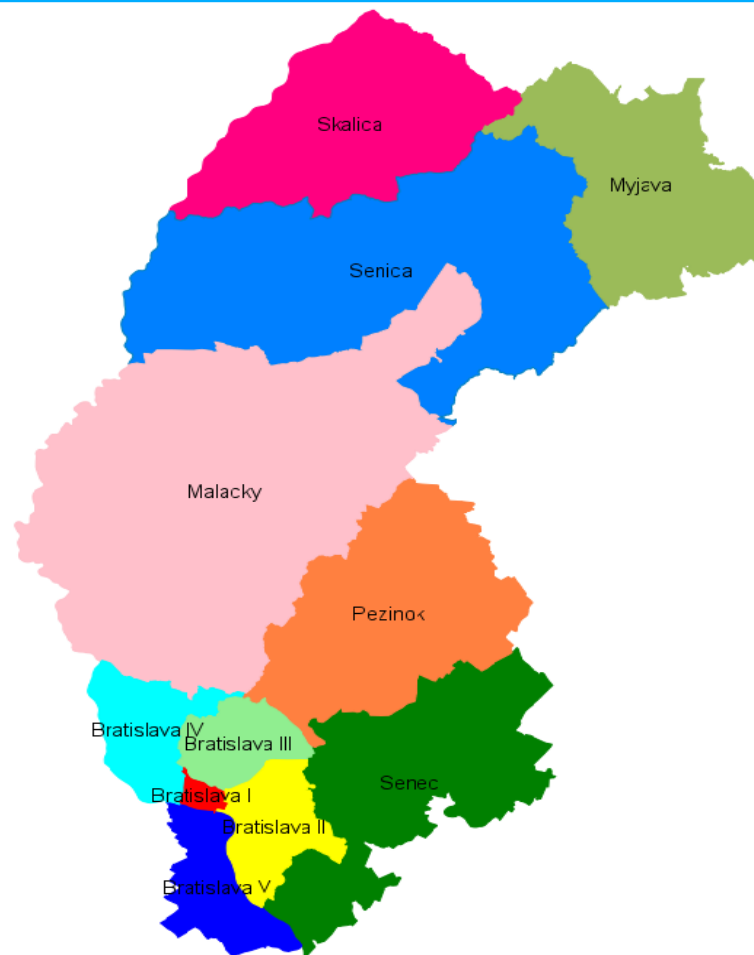 Skalica
Myjava
Senica
Malacky
Pezinok
Bratislava IV
Bratislava III
Senec
Bratislava I
Bratislava II
Bratislava V